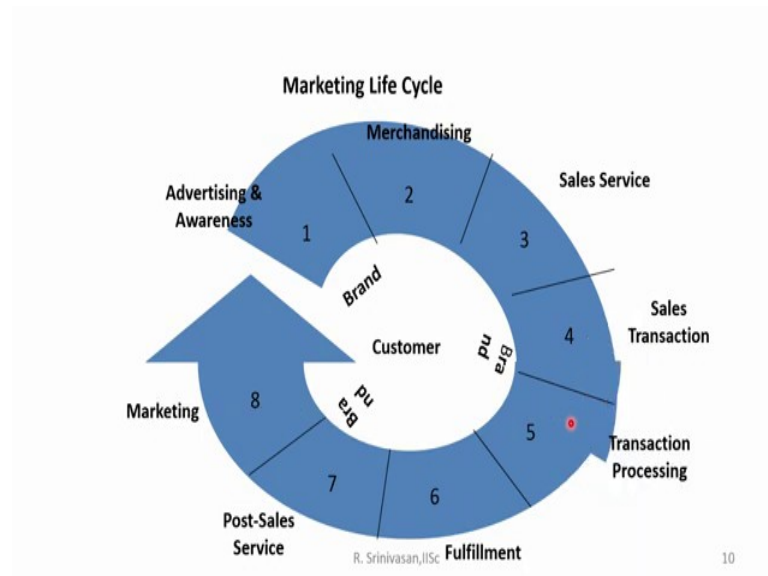 Marketing Life Cycle
Merchandising
Advertising &
Awareness
1
2
3
Sales Service
Brand
Sales
Transaction
4
Customer
Bra
nd
8
Marketing
Bra
nd
5
Transaction
Processing
7
6
Post-Sales
Service
Fulfillment
R. Srinivasan,IISc
10